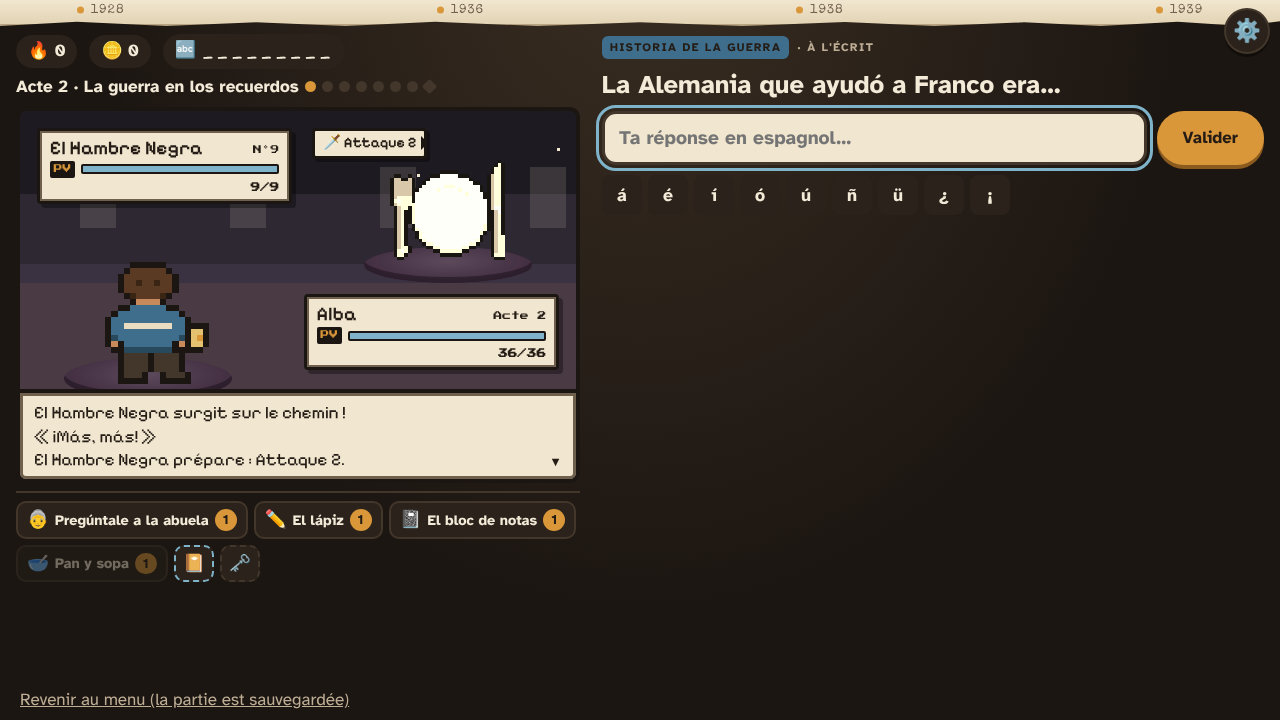 1928
1936
1938
1939
0
0
_ _ _ _ _ _ _ _ _
HISTORIA DE LA GUERRA · À L'ÉCRIT
Acte 2 · La guerra en los recuerdos
La Alemania que ayudó a Franco era...
Ta réponse en espagnol...
Valider
á é í ó ú ñ ü ¿ ¡
El Hambre Negra N°9
PV
9/9
Attaque 2
Alba Acte 2
PV
36/36
El Hambre Negra surgit sur le chemin !
« ¡Más, más! »
El Hambre Negra prépare : Attaque 2.
▼
Pregúntale a la abuela 1
El lápiz 1
El bloc de notas 1
Pan y sopa 1
Revenir au menu (la partie est sauvegardée)